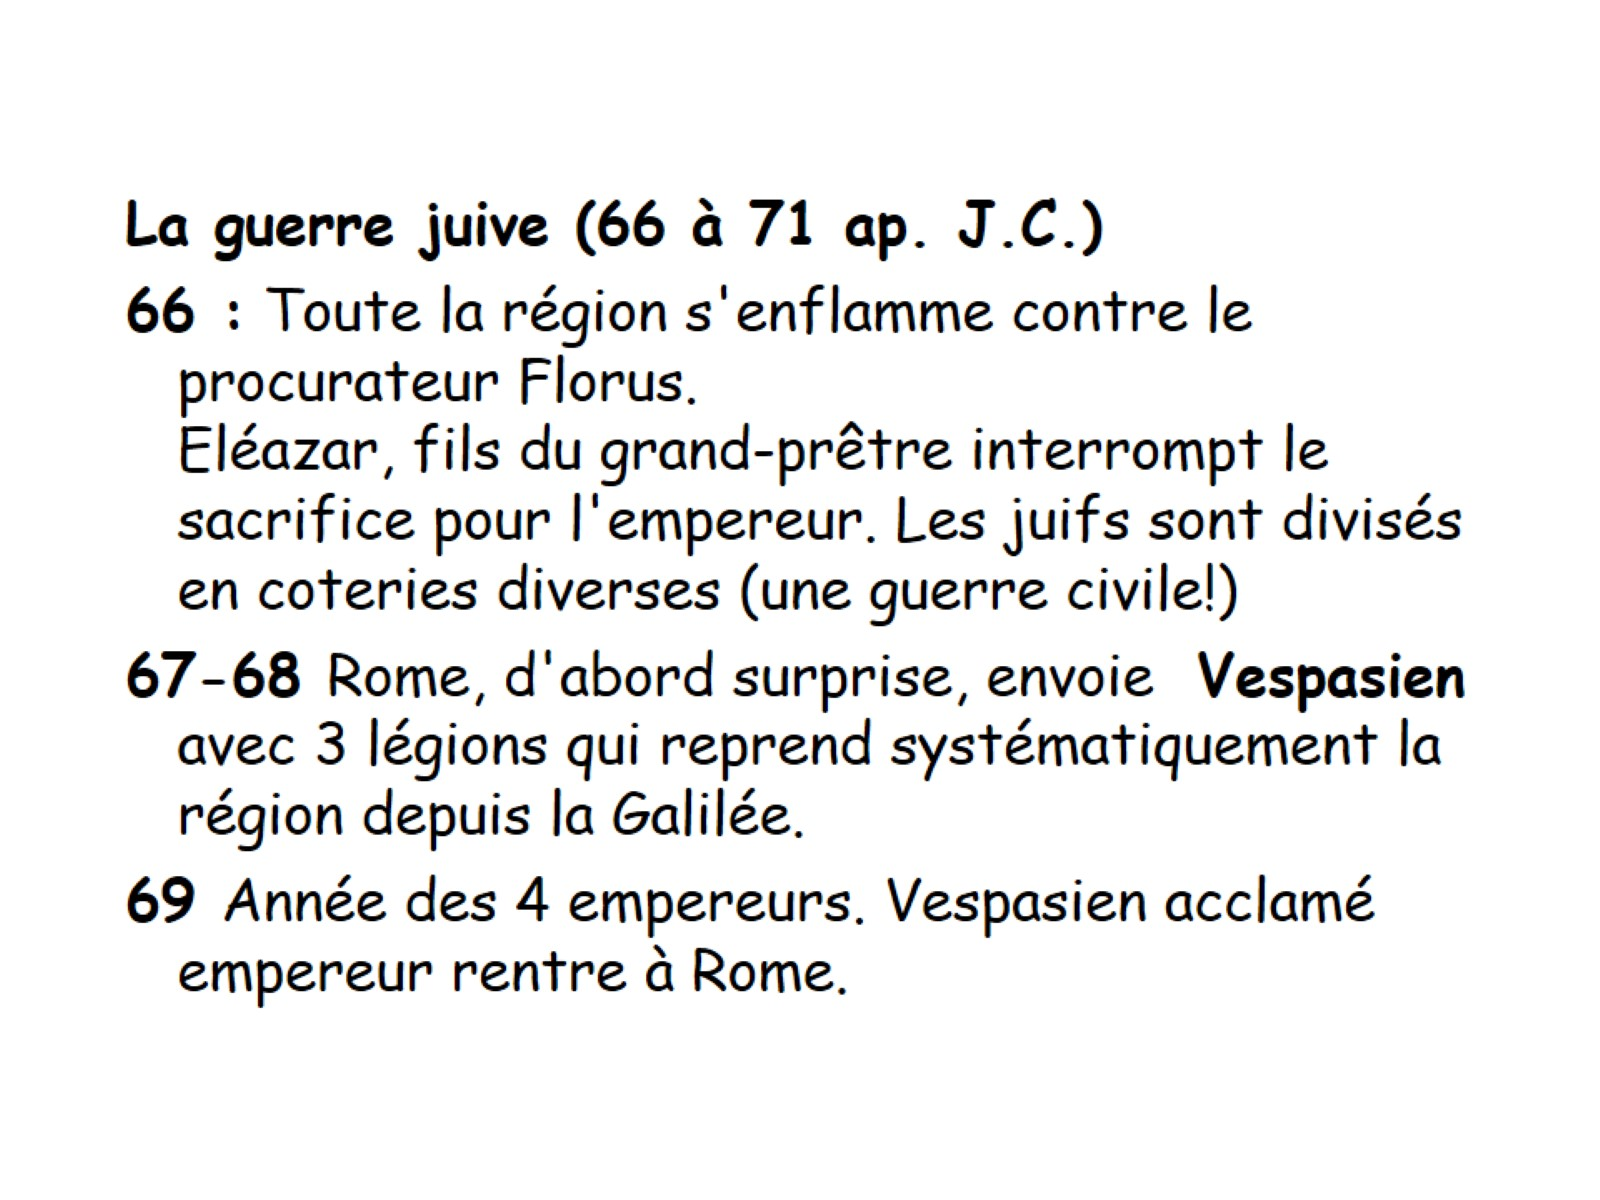 La guerre juive (66 à 71 ap. J.C.)
66 : Toute la région s'enflamme contre le
procurateur Florus.
Eléazar, fils du grand-prêtre interrompt le
sacrifice pour l'empereur. Les juifs sont divisés
en coteries diverses (une guerre civile!)
67-68 Rome, d'abord surprise, envoie  Vespasien
avec 3 légions qui reprend systématiquement la
région depuis la Galilée.
69 Année des 4 empereurs. Vespasien acclamé
empereur rentre à Rome.